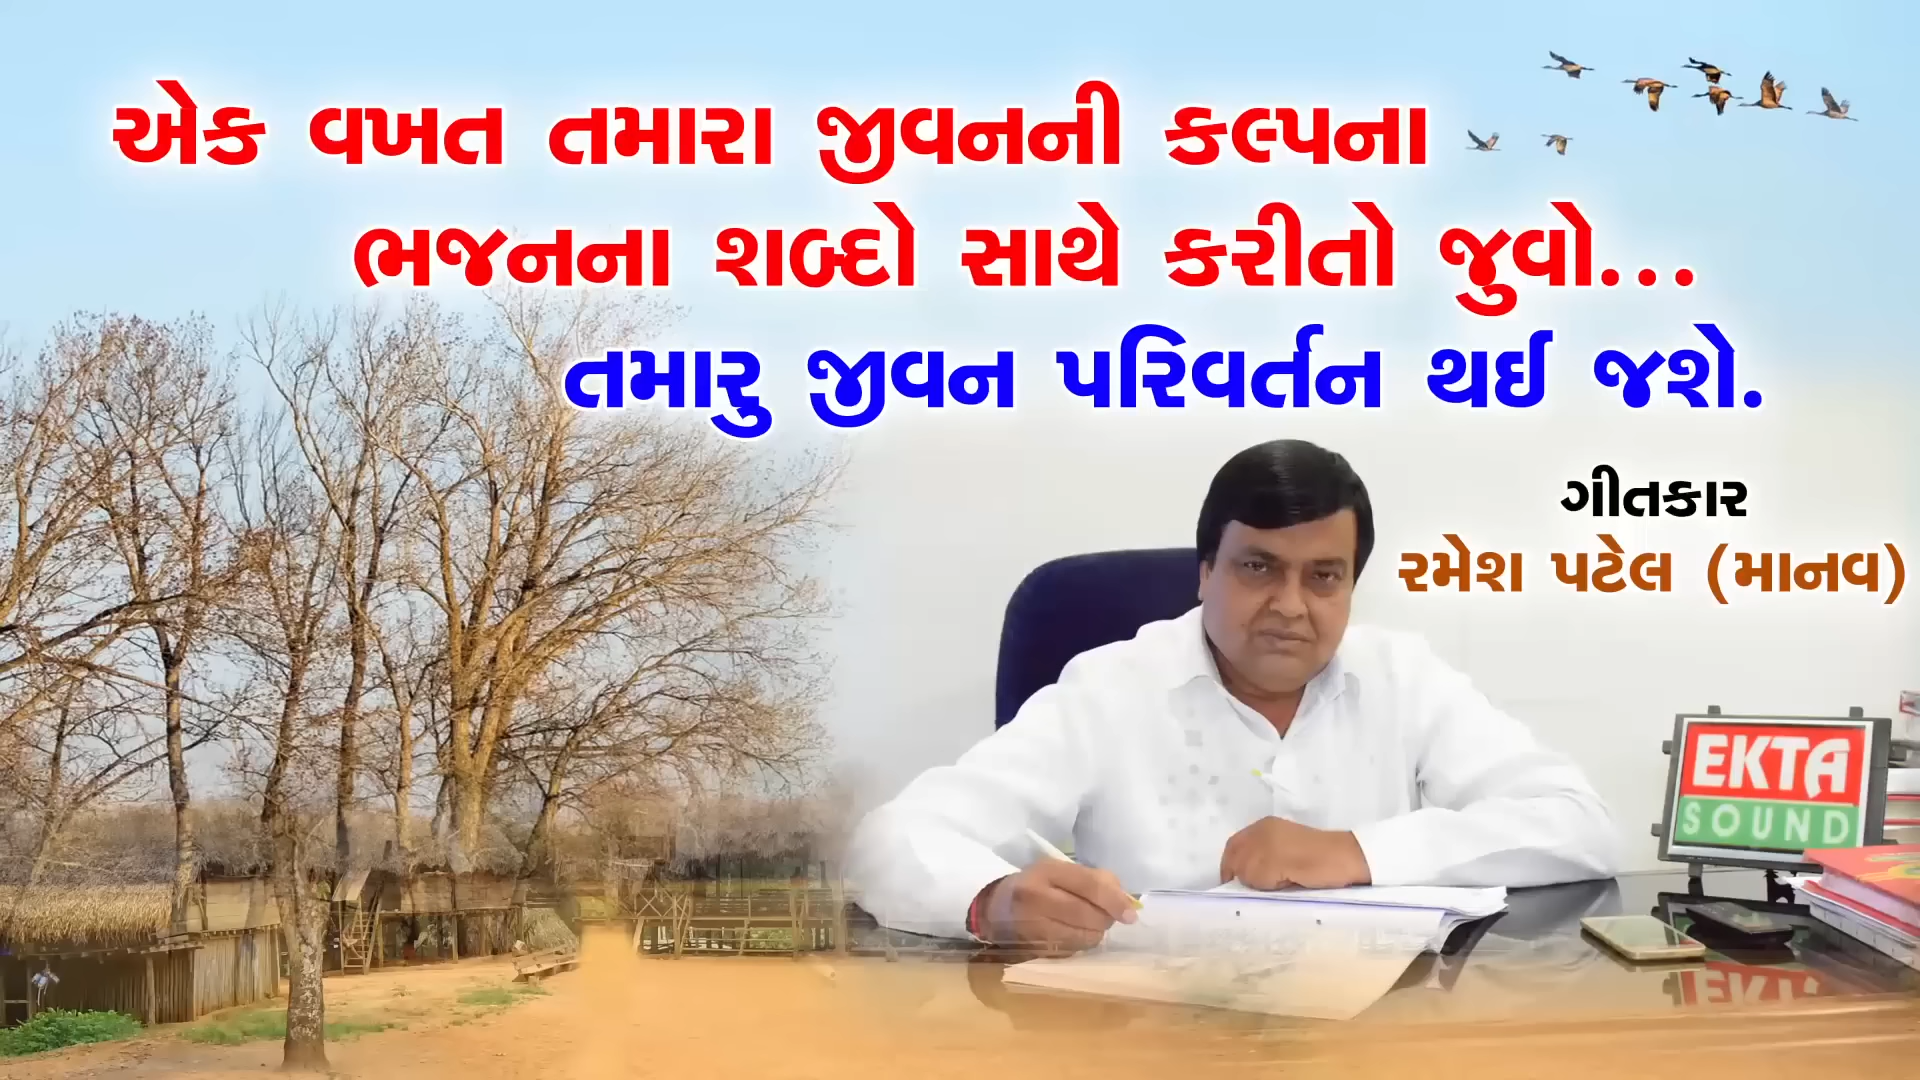 એક વખત તમારા જીવનની કલ્પના
ભજનના શબ્દો સાથે કરીતો જુવો...
તમારુ જીવન પરિવર્તન થઈ જશે.
ગીતકાર
રમેશ પટેલ (માનવ)
EKTA
SOUND